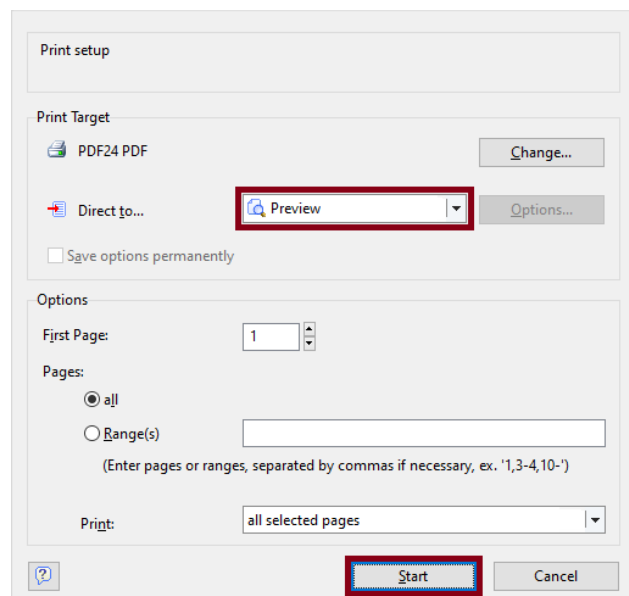 Print setup
Print Target
PDF24 PDF
Change...
Direct to...
Preview
Options...
Save options permanently
Options
First Page:
1
Pages:
all
Range(s)
(Enter pages or ranges, separated by commas if necessary, ex. '1,3-4,10-')
Print:
all selected pages
Start
Cancel